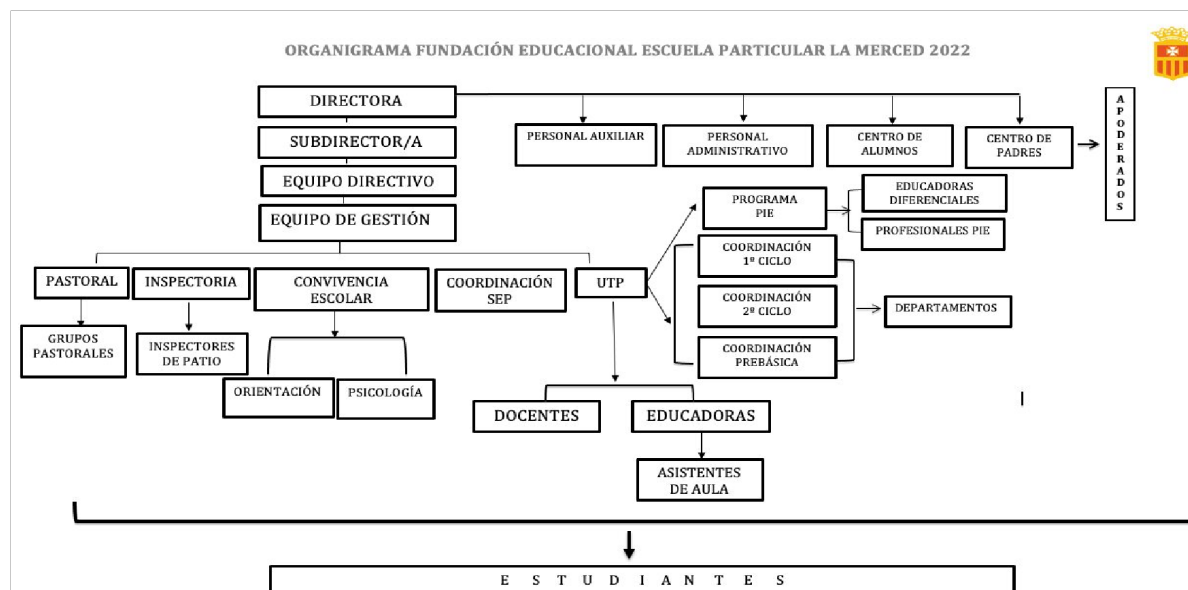 ORGANIGRAMA FUNDACIÓN EDUCACIONAL ESCUELA PARTICULAR LA MERCED 2022
DIRECTORA
SUBDIRECTOR/A
EQUIPO DIRECTIVO
EQUIPO DE GESTIÓN
PERSONAL AUXILIAR
PERSONAL
ADMINISTRATIVO
CENTRO DE
ALUMNOS
CENTRO DE
PADRES
APODERADOS
PROGRAMA
PIE
EDUCADORAS
DIFERENCIALES
PROFESIONALES PIE
COORDINACIÓN
1º CICLO
COORDINACIÓN
2º CICLO
COORDINACIÓN
PREBÁSICA
DEPARTAMENTOS
PASTORAL
INSPECTORIA
CONVIVENCIA
ESCOLAR
COORDINACIÓN
SEP
UTP
GRUPOS
PASTORALES
INSPECTORES
DE PATIO
ORIENTACIÓN
PSICOLOGÍA
DOCENTES
EDUCADORAS
ASISTENTES
DE AULA
E S T U D I A N T E S